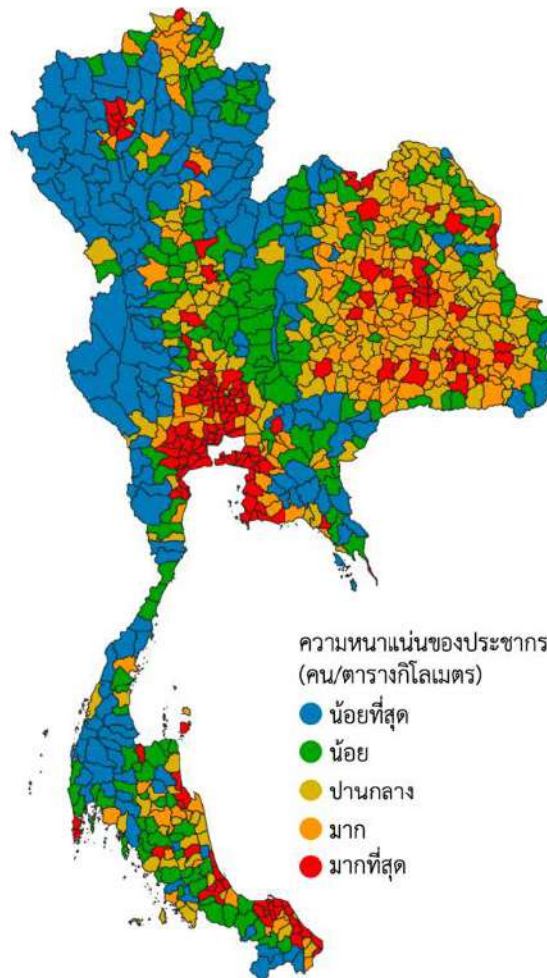 ความหนาแน่นของประชากร
(คน/ตารางกิโลเมตร)
น้อยที่สุด
น้อย
ปานกลาง
มาก
มากที่สุด